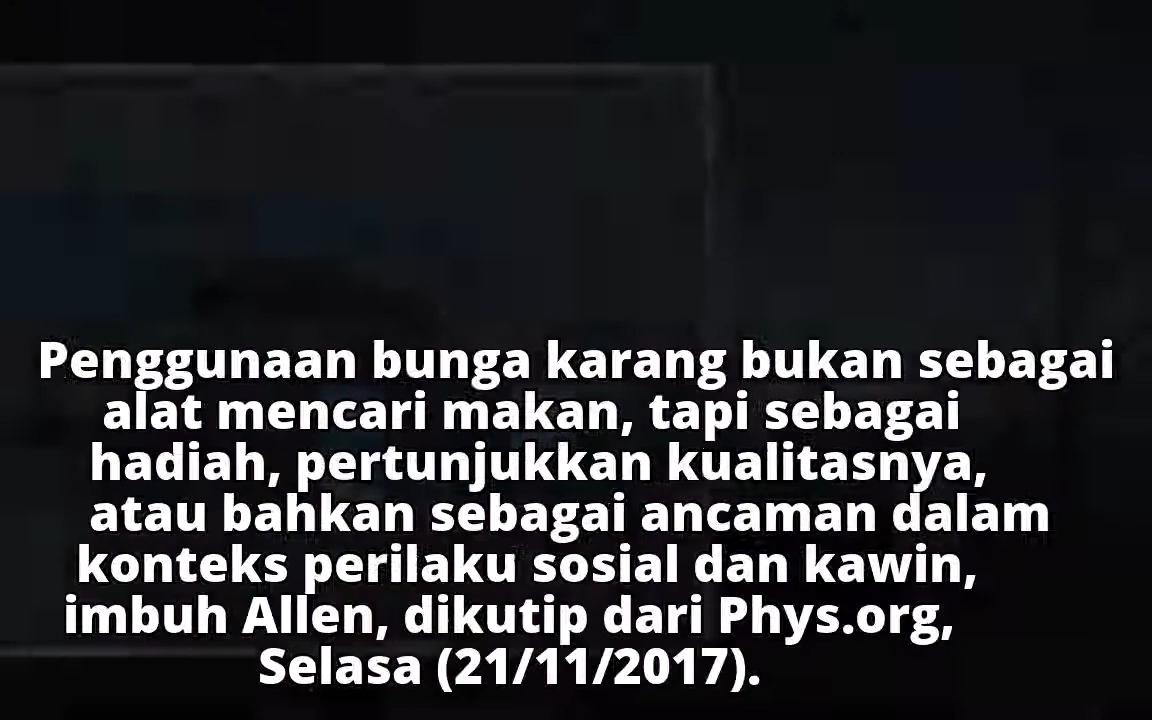 Penggunaan bunga karang bukan sebagai
alat mencari makan, tapi sebagai
hadiah, pertunjukkan kualitasnya,
atau bahkan sebagai ancaman dalam
konteks perilaku sosial dan kawin,
imbuh Allen, dikutip dari Phys.org,
Selasa (21/11/2017).